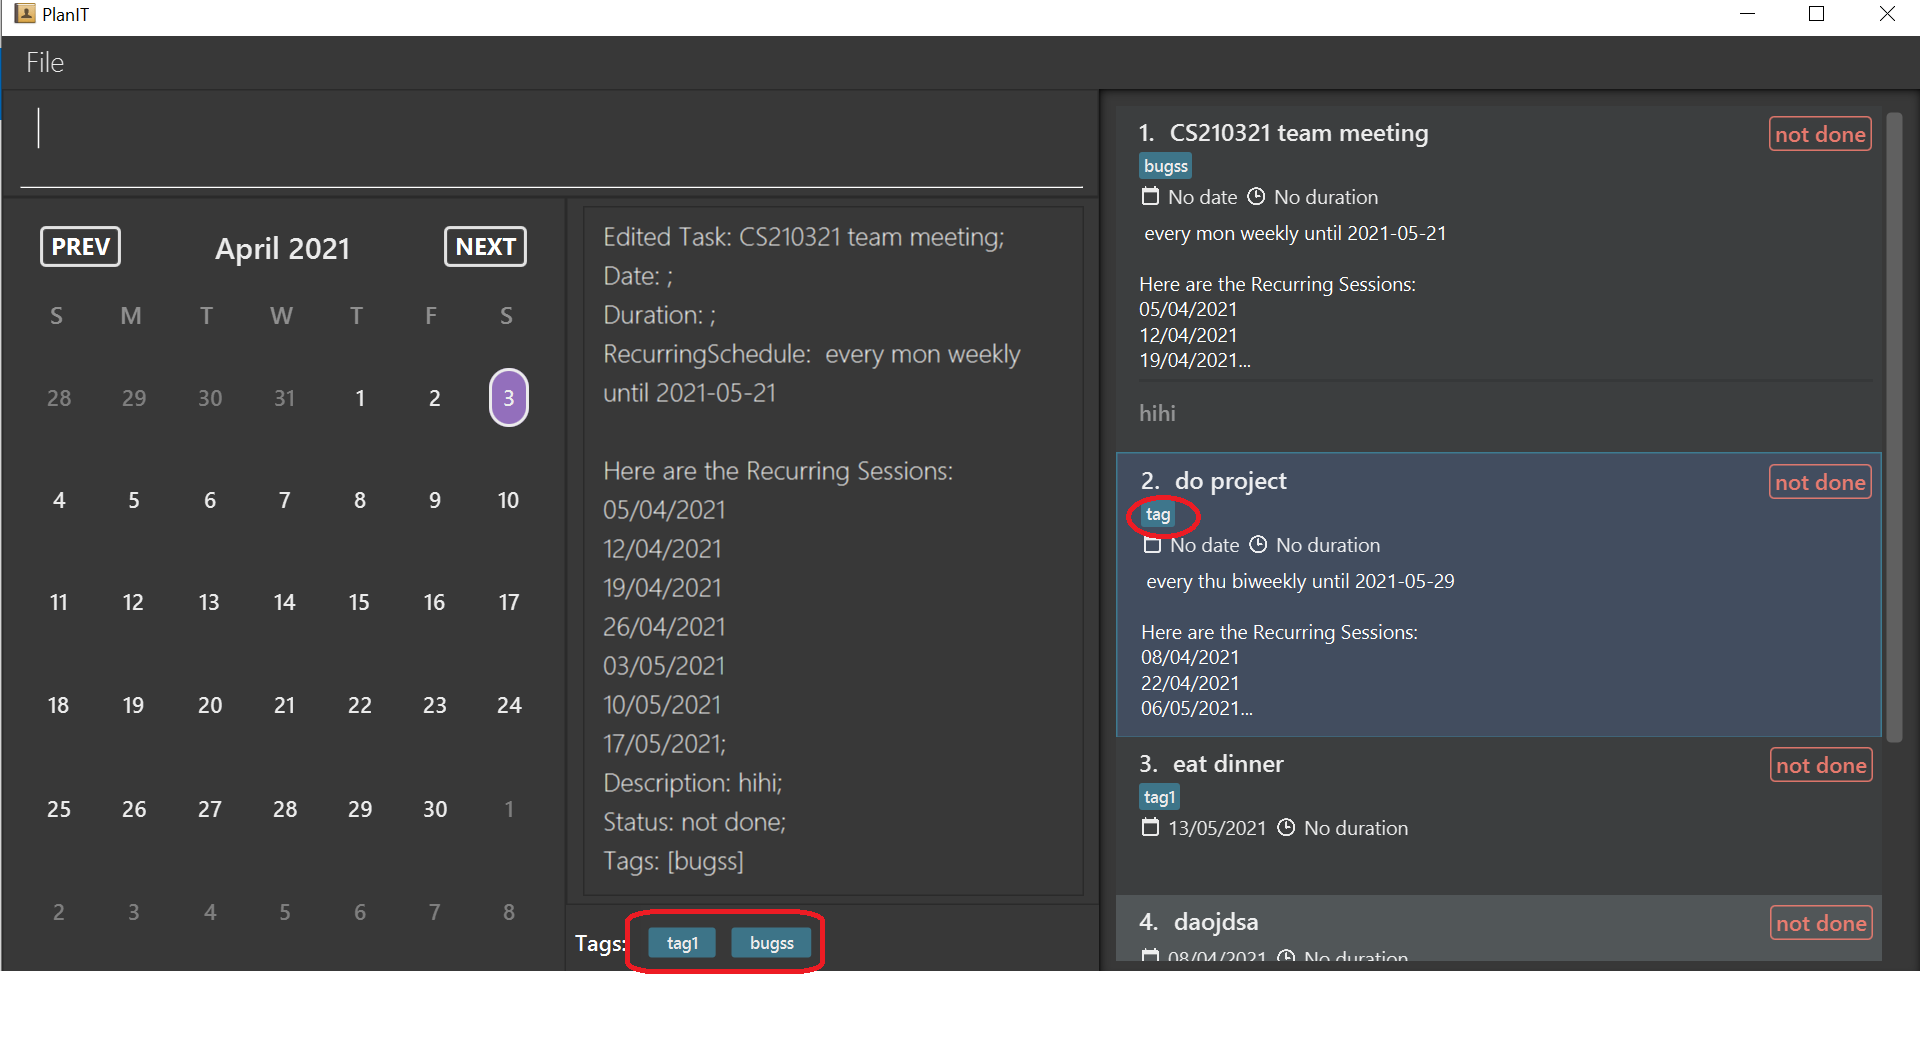 PlanIT
File
PREV April 2021 NEXT
S M T W T F S
28 29 30 31 1 2 3
4 5 6 7 8 9 10
11 12 13 14 15 16 17
18 19 20 21 22 23 24
25 26 27 28 29 30 1
2 3 4 5 6 7 8
Edited Task: CS210321 team meeting;
Date: ;
Duration: ;
RecurringSchedule: every mon weekly
until 2021-05-21
Here are the Recurring Sessions:
05/04/2021
12/04/2021
19/04/2021
26/04/2021
03/05/2021
10/05/2021
17/05/2021;
Description: hihi;
Status: not done;
Tags: [bugss]
Tags: tag1 bugss
1. CS210321 team meeting not done
bugss
No date No duration
every mon weekly until 2021-05-21
Here are the Recurring Sessions:
05/04/2021
12/04/2021
19/04/2021...
hihi
2. do project not done
tag
No date No duration
every thu biweekly until 2021-05-29
Here are the Recurring Sessions:
08/04/2021
22/04/2021
06/05/2021...
3. eat dinner not done
tag1
13/05/2021 No duration
4. daojdsa not done
08/04/2021 No duration